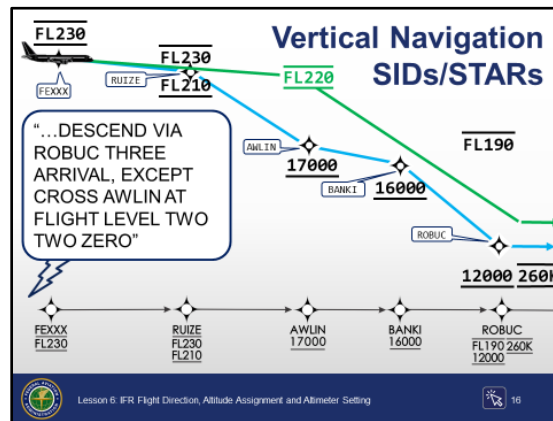 Vertical Navigation
SIDs/STARs
FL230
FEXXX
RUIZE
FL230
FL210
FL220
AWLIN
17000
BANKI
16000
FL190
ROBUC
12000 260K
“…DESCEND VIA
ROBUC THREE
ARRIVAL, EXCEPT
CROSS AWLIN AT
FLIGHT LEVEL TWO
TWO ZERO”
FEXXX
FL230
RUIZE
FL230
FL210
AWLIN
17000
BANKI
16000
ROBUC
FL190 260K
12000
Lesson 6: IFR Flight Direction, Altitude Assignment and Altimeter Setting
16